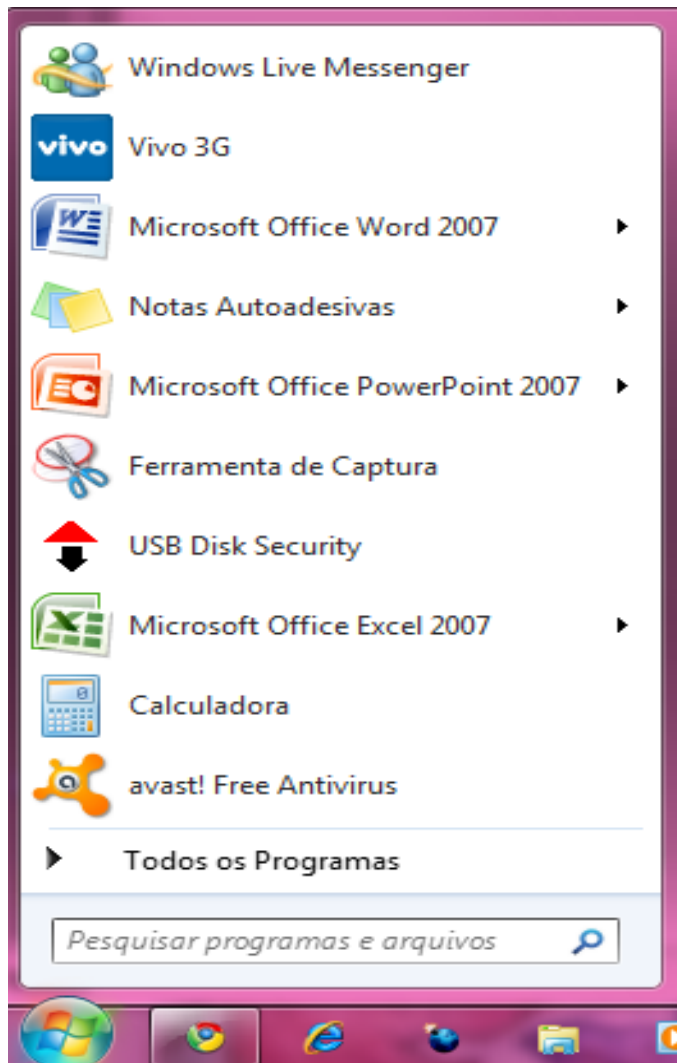 Windows Live Messenger
vivo Vivo 3G
Microsoft Office Word 2007
Notas Autoadesivas
Microsoft Office PowerPoint 2007
Ferramenta de Captura
USB Disk Security
Microsoft Office Excel 2007
Calculadora
avast! Free Antivirus
Todos os Programas
Pesquisar programas e arquivos